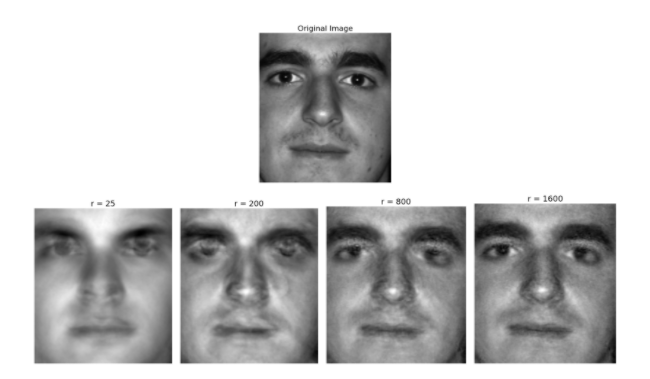 Original Image
r = 25
r = 200
r = 800
r = 1600